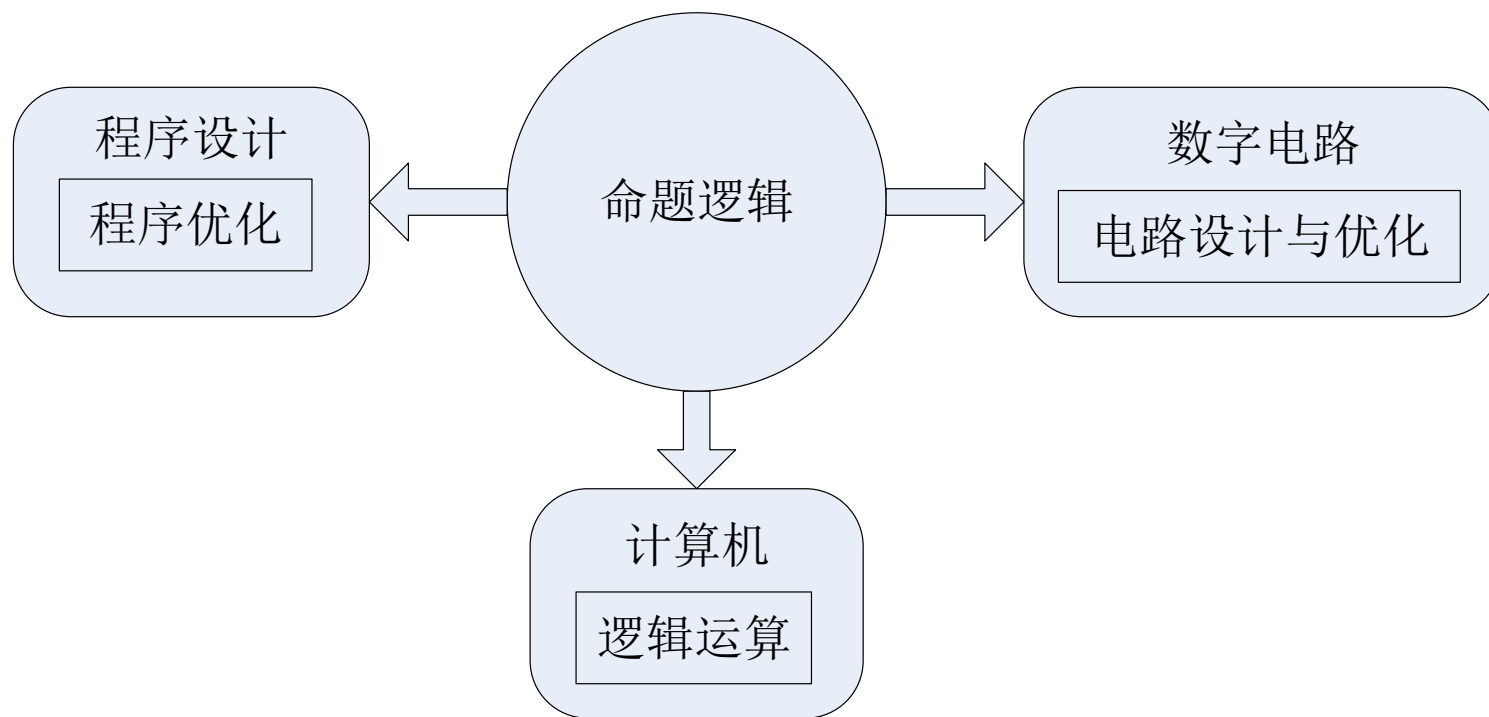 程序设计
程序优化
命题逻辑
数字电路
电路设计与优化
计算机
逻辑运算